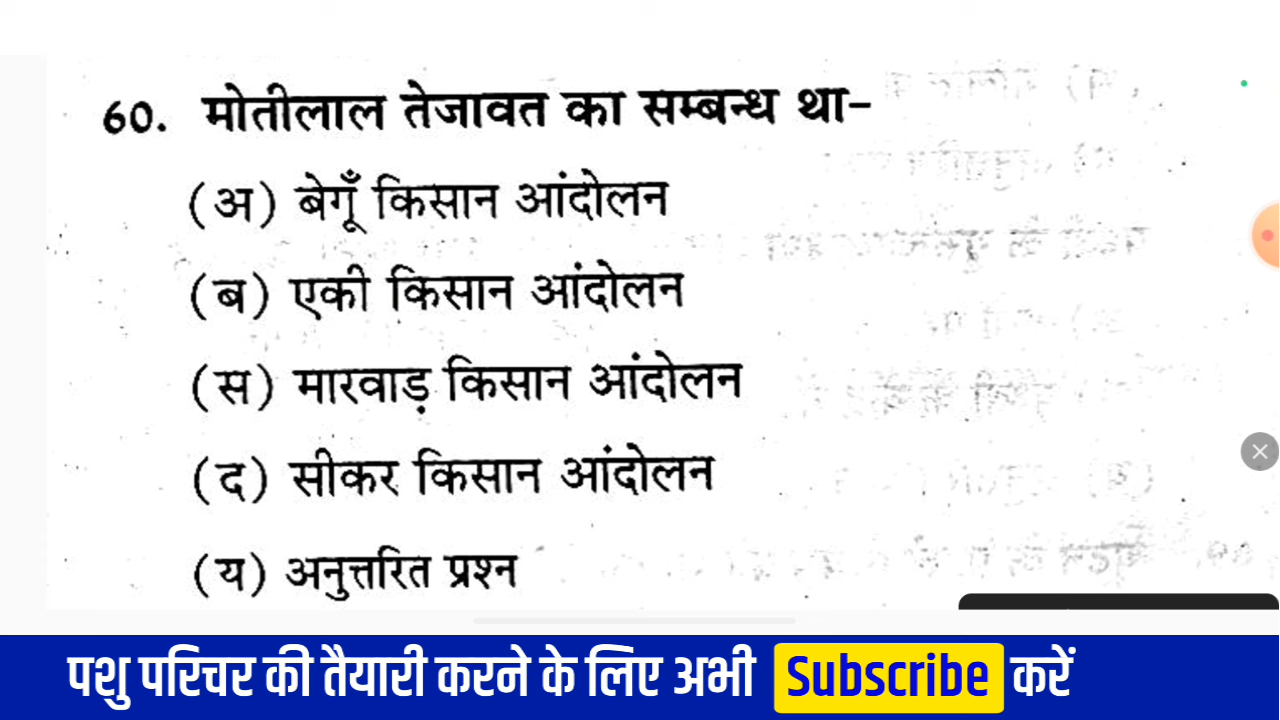 60. मोतीलाल तेजावत का सम्बन्ध था–
(अ) बेगूँ किसान आंदोलन
(ब) एकी किसान आंदोलन
(स) मारवाड़ किसान आंदोलन
(द) सीकर किसान आंदोलन
(य) अनुत्तरित प्रश्न
पशु परिचर की तैयारी करने के लिए अभी Subscribe करें